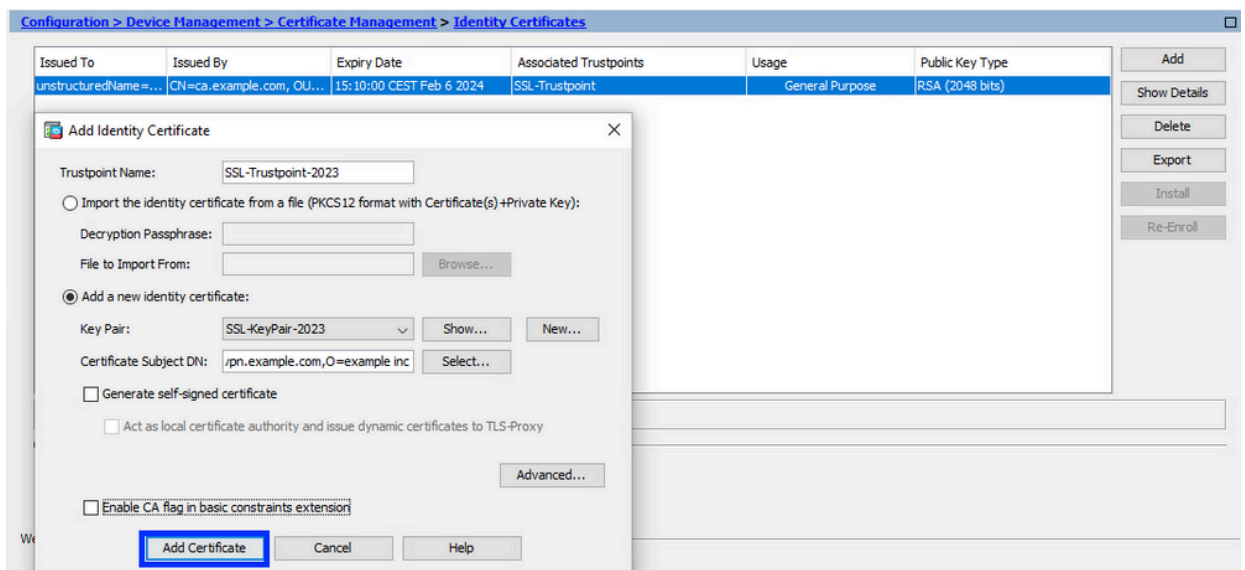 Configuration > Device Management > Certificate Management > Identity Certificates
Issued To Issued By Expiry Date Associated Trustpoints Usage Public Key Type
unstructuredName=... CN=ca.example.com, OU... 15:10:00 CEST Feb 6 2024 SSL-Trustpoint General Purpose RSA (2048 bits)
Add
Show Details
Delete
Export
Install
Re-Enroll
Add Identity Certificate
Trustpoint Name: SSL-Trustpoint-2023
Import the identity certificate from a file (PKCS12 format with Certificate(s)+Private Key):
Decryption Passphrase:
File to Import From: Browse...
Add a new identity certificate:
Key Pair: SSL-KeyPair-2023 Show... New...
Certificate Subject DN: vpn.example.com,O=example inc Select...
Generate self-signed certificate
Act as local certificate authority and issue dynamic certificates to TLS-Proxy
Advanced...
Enable CA flag in basic constraints extension
Add Certificate Cancel Help